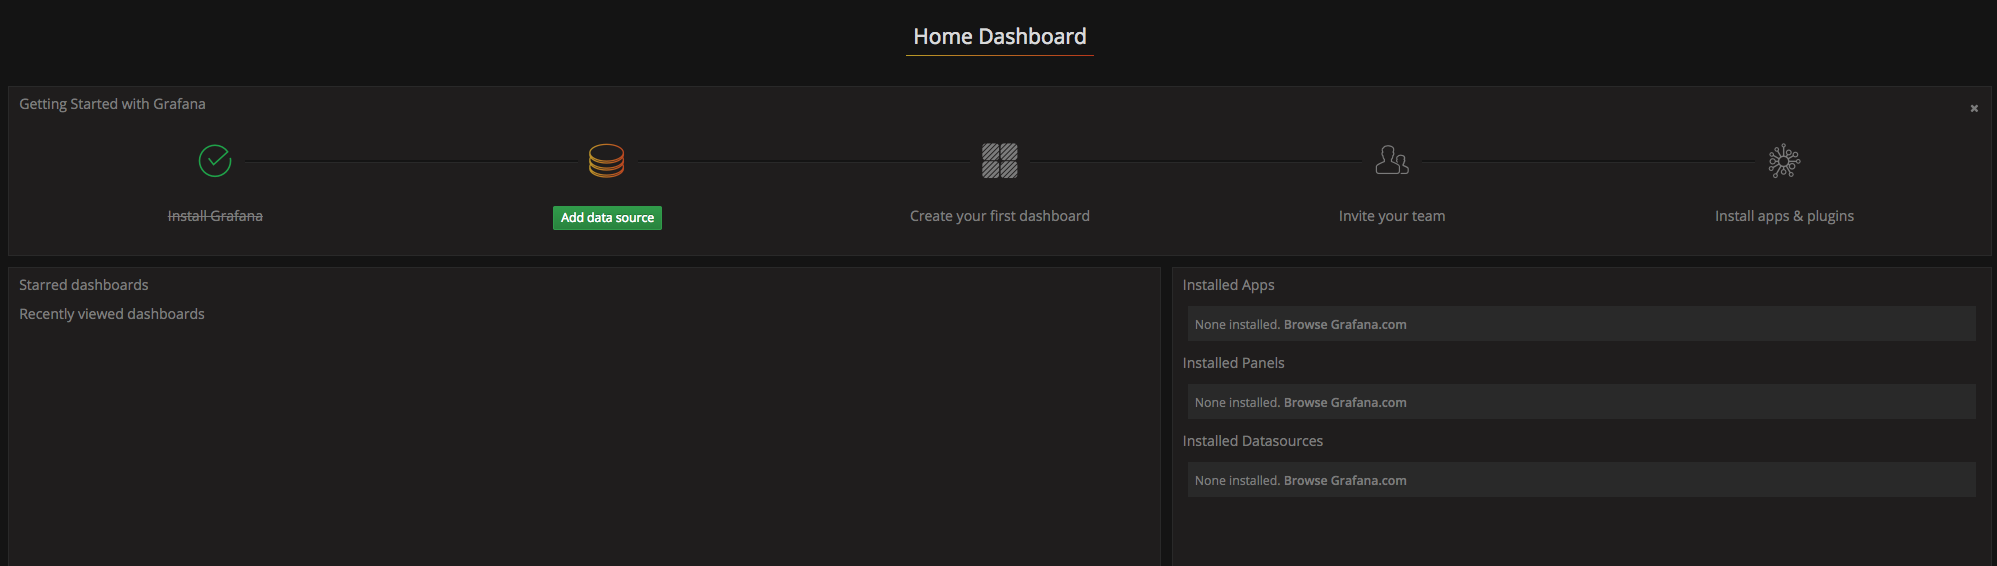 Home Dashboard
Getting Started with Grafana
Install Grafana
Add data source
Create your first dashboard
Invite your team
Install apps & plugins
Starred dashboards
Recently viewed dashboards
Installed Apps
None installed. Browse Grafana.com
Installed Panels
None installed. Browse Grafana.com
Installed Datasources
None installed. Browse Grafana.com